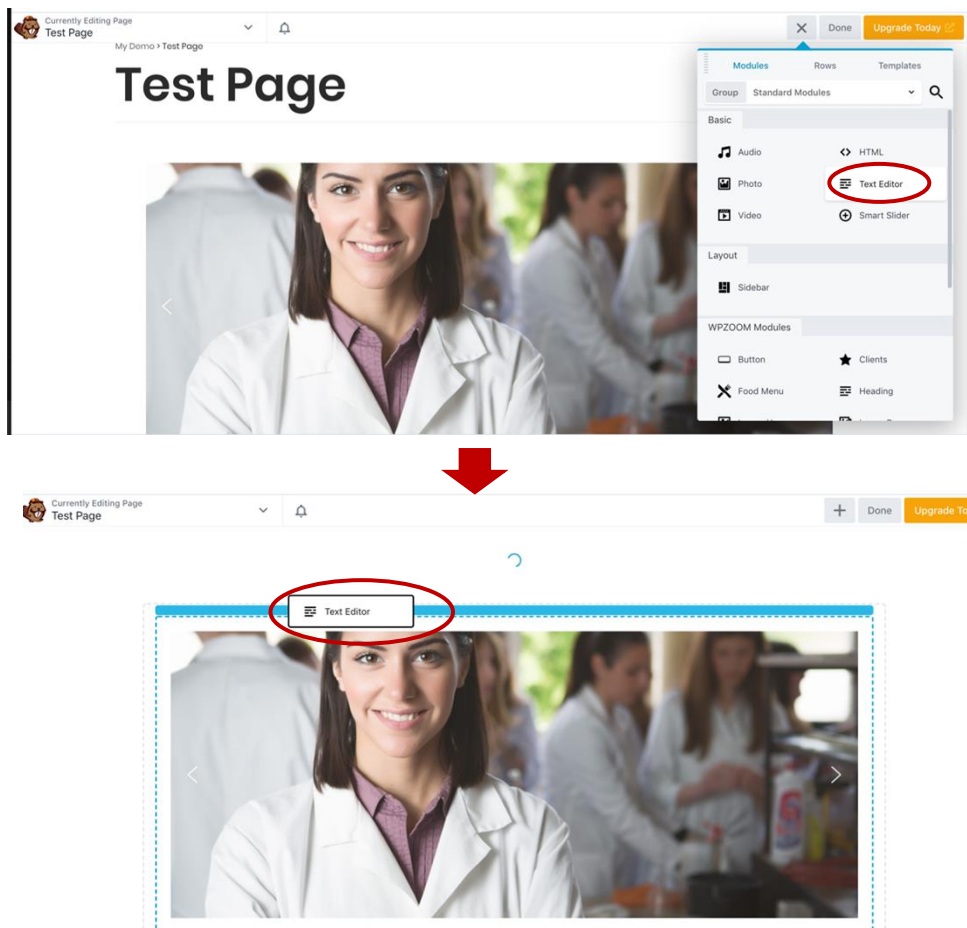 Currently Editing Page
Test Page
Done
Upgrade Today
My Domo > Test Page
Test Page
Modules
Rows
Templates
Group
Standard Modules
Basic
Audio
HTML
Photo
Text Editor
Video
Smart Slider
Layout
Sidebar
WPZOOM Modules
Button
Clients
Food Menu
Heading
Currently Editing Page
Test Page
Done
Upgrade To
Text Editor